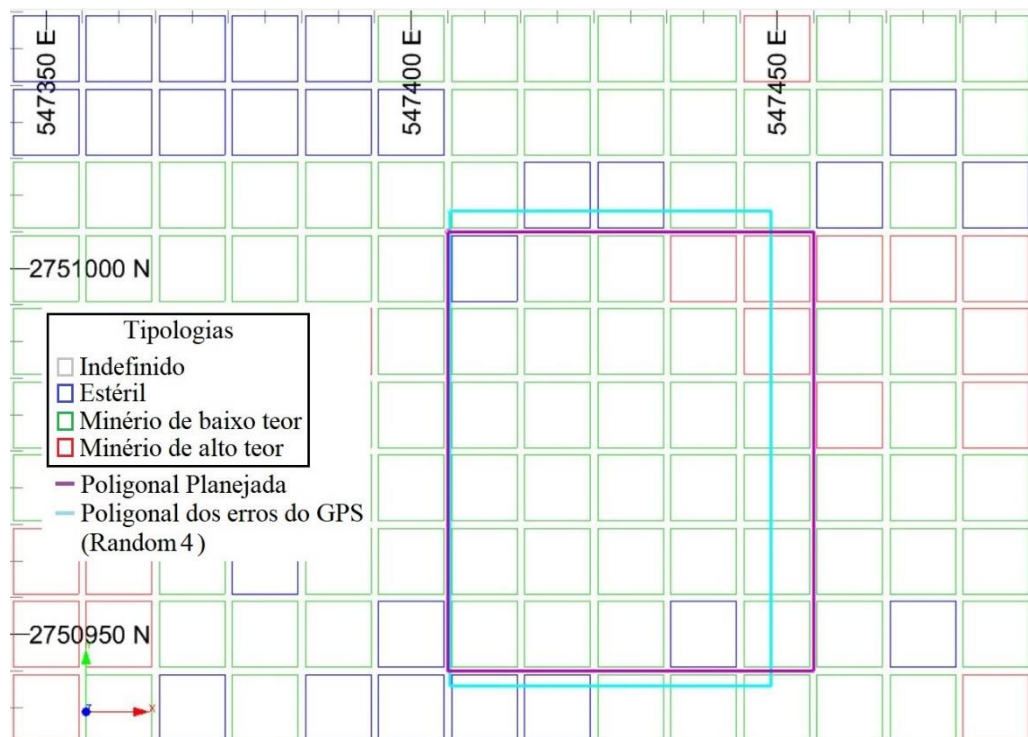 547350 E
547400 E
547450 E
2751000 N
Tipologias
Indefinido
Estéril
Minério de baixo teor
Minério de alto teor
Poligonal Planejada
Poligonal dos erros do GPS
(Random 4)
2750950 N
Y
Z
X